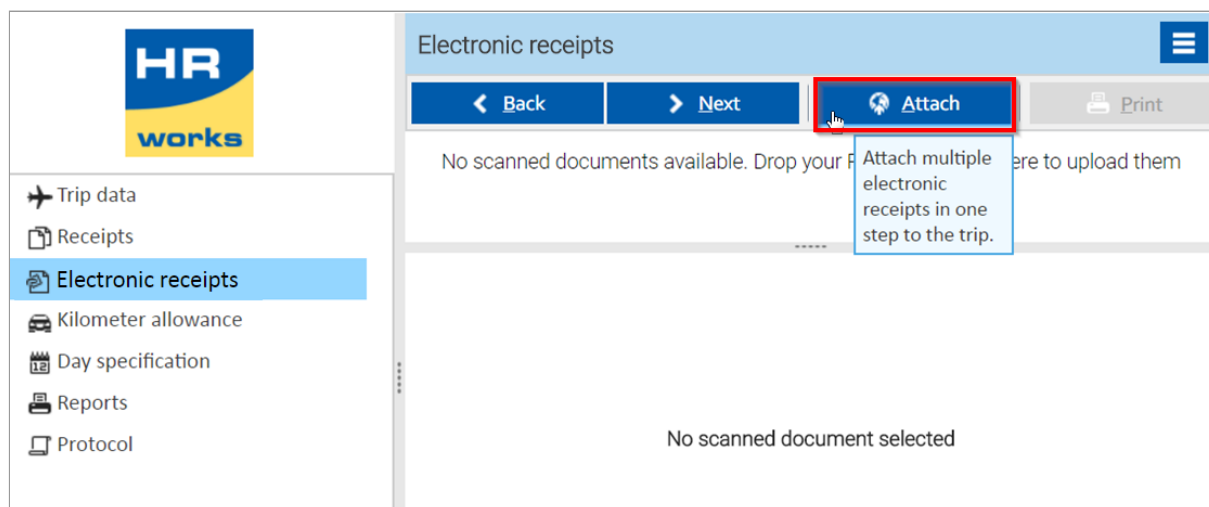 HR
works
Trip data
Receipts
Electronic receipts
Kilometer allowance
12
Day specification
Reports
Protocol
Electronic receipts
Back
Next
Attach
Print
No scanned documents available. Drop your ere to upload them
Attach multiple
electronic
receipts in one
step to the trip.
No scanned document selected